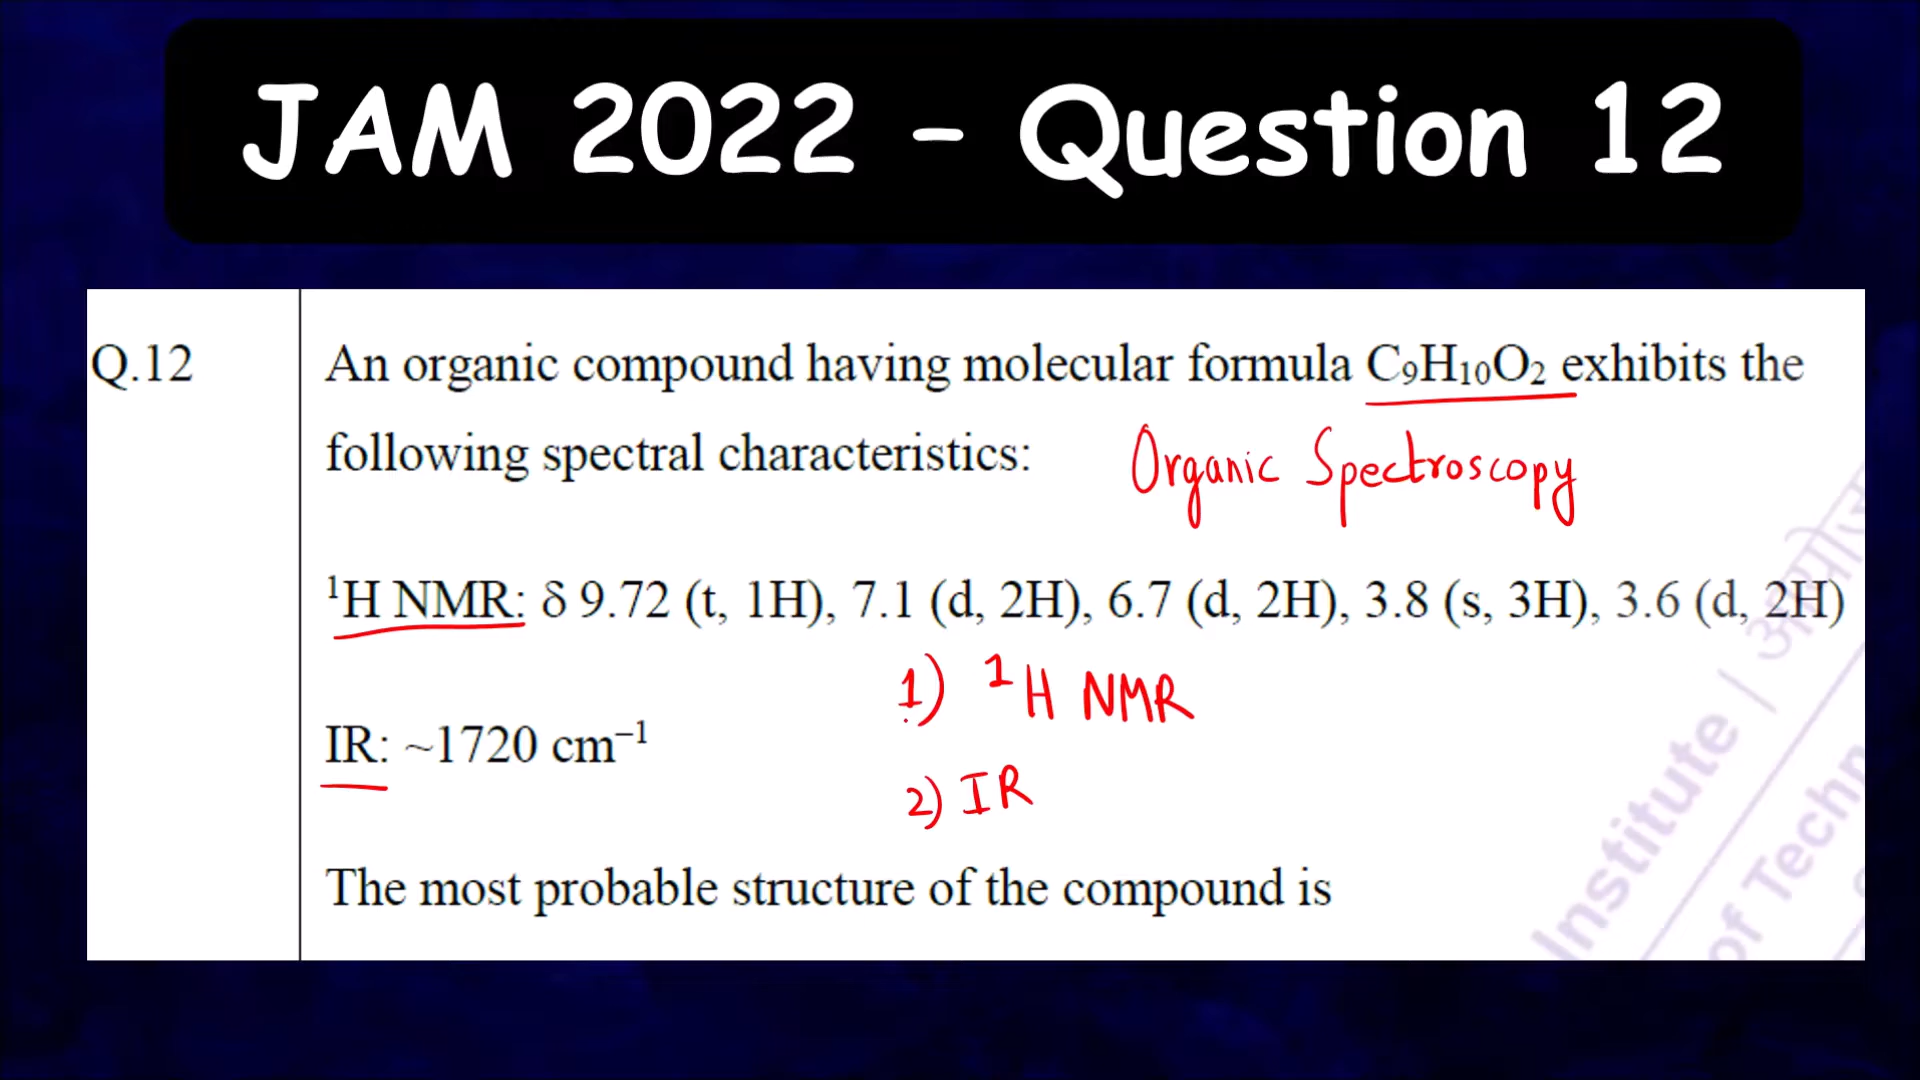 JAM 2022 – Question 12
Q.12
An organic compound having molecular formula C₉H₁₀O₂ exhibits the
following spectral characteristics:
Organic Spectroscopy
¹H NMR: δ 9.72 (t, 1H), 7.1 (d, 2H), 6.7 (d, 2H), 3.8 (s, 3H), 3.6 (d, 2H)
1) ¹H NMR
IR: ~1720 cm⁻¹
2) IR
The most probable structure of the compound is
Institute |
of Techn